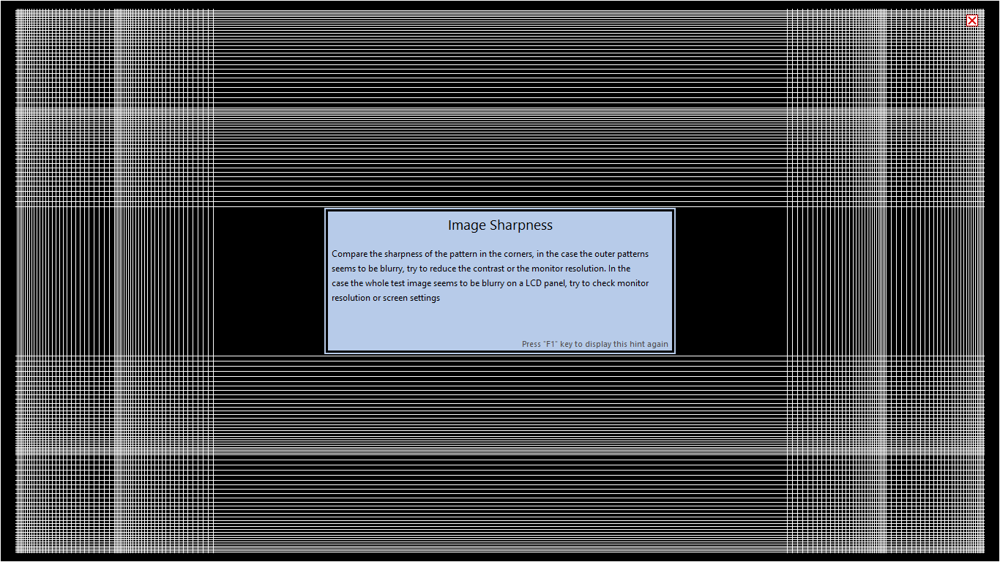 Image Sharpness
Compare the sharpness of the pattern in the corners, in the case the outer patterns
seems to be blurry, try to reduce the contrast or the monitor resolution. In the
case the whole test image seems to be blurry on a LCD panel, try to check monitor
resolution or screen settings
Press "F1" key to display this hint again